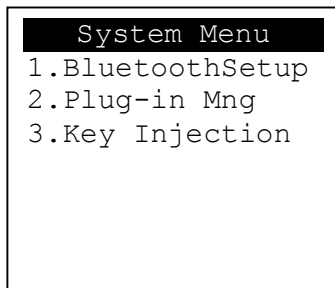 System Menu
1.BluetoothSetup
2.Plug-in Mng
3.Key Injection